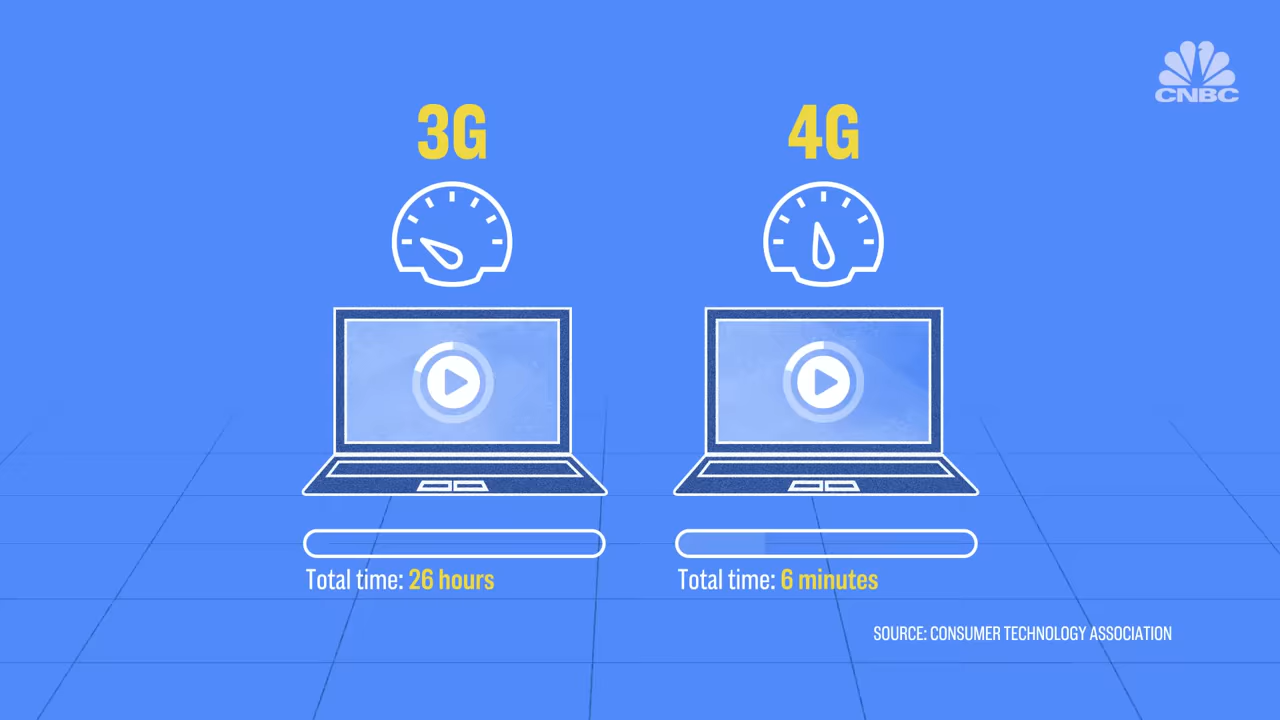 CNBC
3G
4G
Total time: 26 hours
Total time: 6 minutes
SOURCE: CONSUMER TECHNOLOGY ASSOCIATION